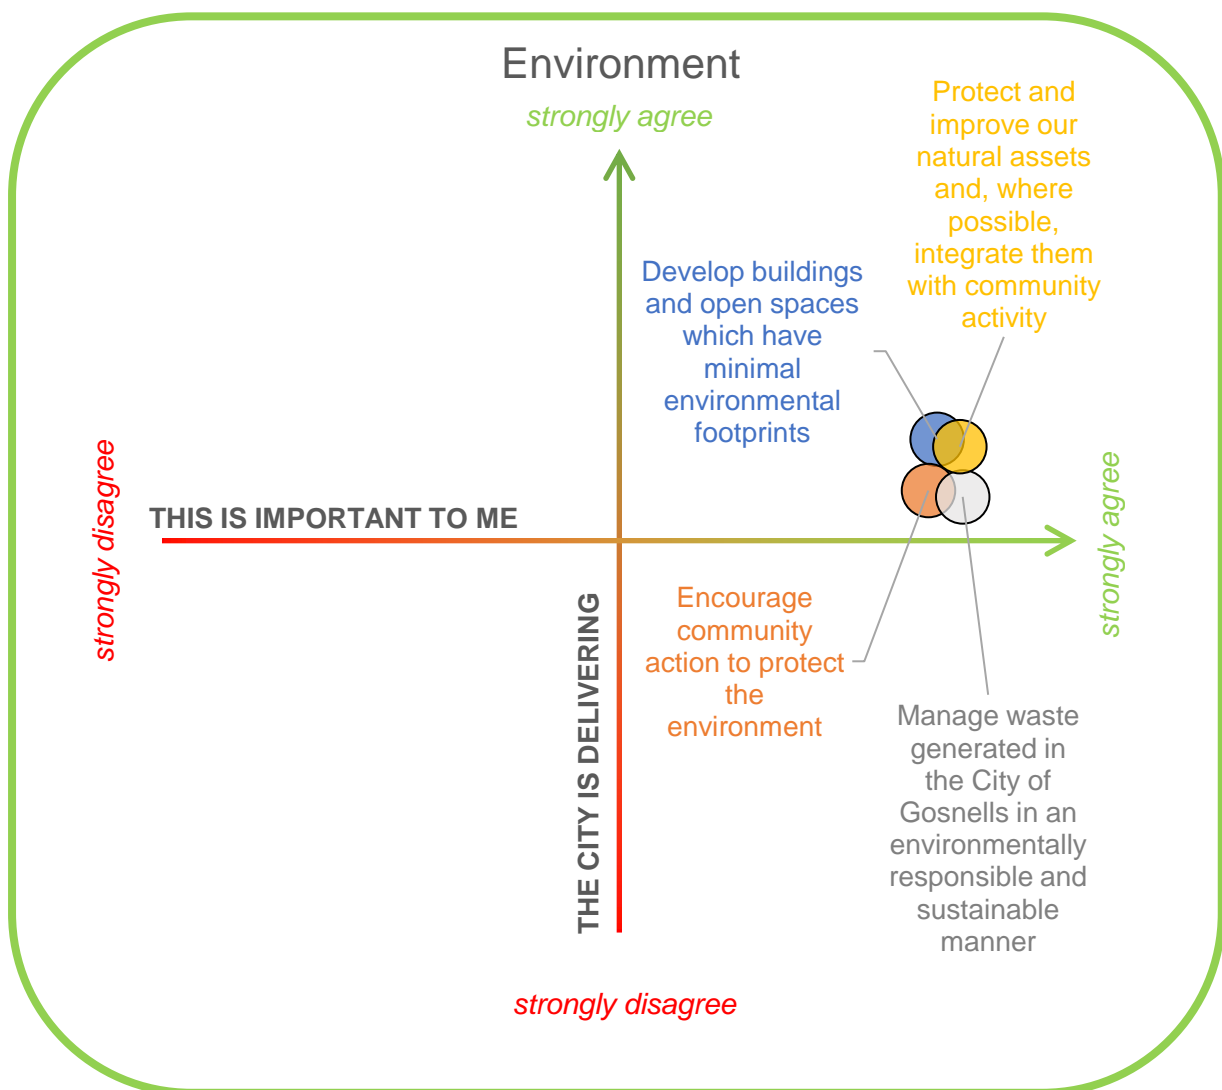 Environment
strongly agree
Protect and
improve our
natural assets
and, where
possible,
integrate them
with community
activity
Develop buildings
and open spaces
which have
minimal
environmental
footprints
strongly disagree
THIS IS IMPORTANT TO ME
strongly agree
THE CITY IS DELIVERING
Encourage
community
action to protect
the
environment
Manage waste
generated in
the City of
Gosnells in an
environmentally
responsible and
sustainable
manner
strongly disagree